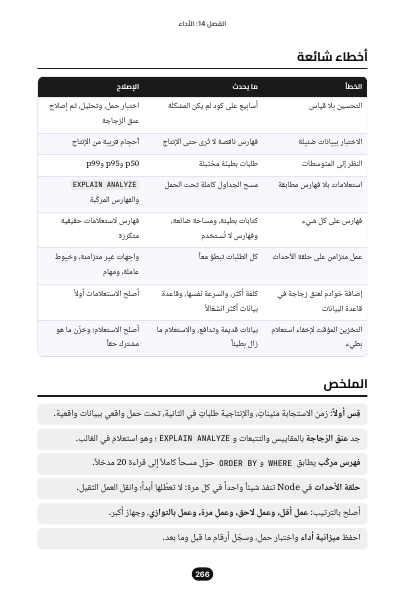 الفصل 14: الأداء
أخطاء شائعة
الخطأ ما يحدث الإصلاح
التحسين بلا قياس أسابيع على كود لم يكن المشكلة اختبار حمل، وتحليل، ثم إصلاح
عنق الزجاجة
الاختبار ببيانات ضئيلة فهارس ناقصة لا تُرى حتى الإنتاج أحجام قريبة من الإنتاج
النظر إلى المتوسطات طلبات بطيئة مختبئة p50 وp95 وp99
استعلامات بلا فهارس مطابقة مسح الجداول كاملة تحت الحمل EXPLAIN ANALYZE
والفهارس المركّبة
فهارس على كل شيء كتابات بطيئة، ومساحة ضائعة، فهارس لاستعلامات حقيقية
وفهارس لا تُستخدم متكررة
عمل متزامن على حلقة الأحداث كل الطلبات تبطؤ معاً واجهات غير متزامنة، وخيوط
عاملة، ومهام
إضافة خوادم لعنق زجاجة في كلفة أكثر، والسرعة نفسها، وقاعدة أصلح الاستعلامات أولاً
قاعدة البيانات بيانات أكثر انشغالاً
التخزين المؤقت لإخفاء استعلام بيانات قديمة وتدافع، والاستعلام ما أصلح الاستعلام؛ وخزّن ما هو
بطيء زال بطيئاً مشترك حقاً
الملخص
قِس أولاً: زمن الاستجابة مئينات، والإنتاجية طلباتٍ في الثانية، تحت حمل واقعي ببيانات واقعية.
جد عنق الزجاجة بالمقاييس والتتبعات و EXPLAIN ANALYZE ؛ وهو استعلام في الغالب.
فهرس مركّب يطابق WHERE و ORDER BY حوّل مسحاً كاملاً إلى قراءة 20 مدخلاً.
حلقة الأحداث في Node تنفذ شيئاً واحداً في كل مرة: لا تعطّلها أبداً؛ وانقل العمل الثقيل.
أصلح بالترتيب: عمل أقل، وعمل لاحق، وعمل مرة، وعمل بالتوازي، وجهاز أكبر.
احفظ ميزانية أداء واختبار حمل، وسجّل أرقام ما قبل وما بعد.
266